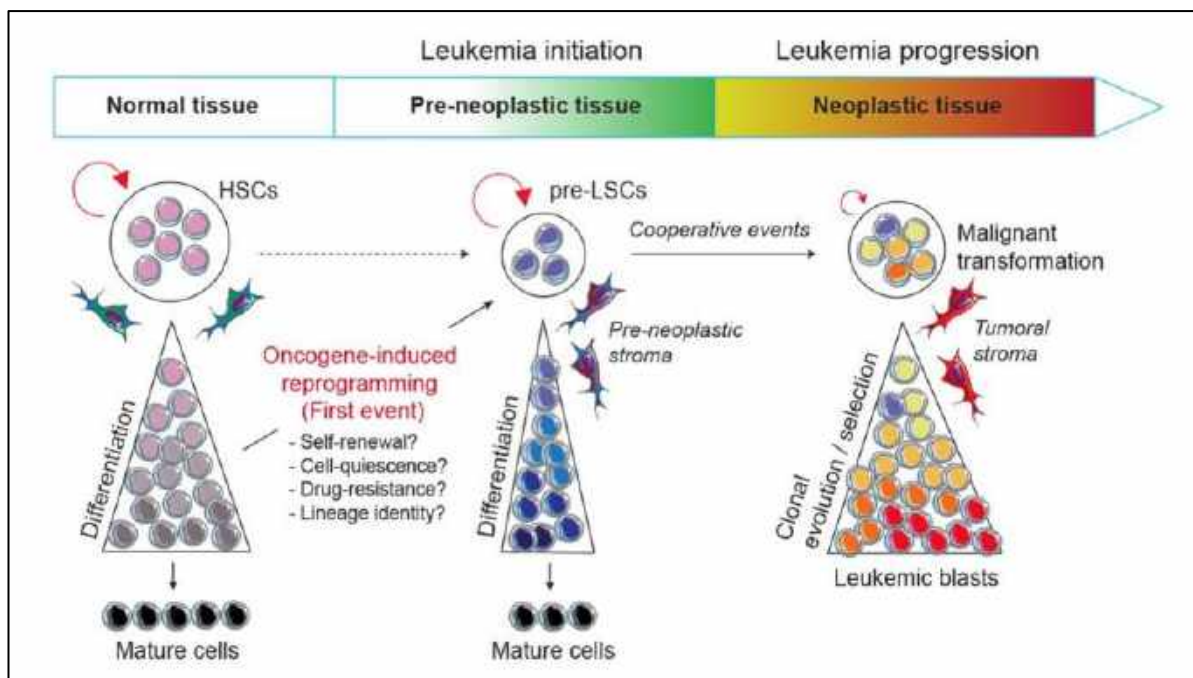 Leukemia initiation
Leukemia progression
Normal tissue
Pre-neoplastic tissue
Neoplastic tissue
HSCs
pre-LSCs
Cooperative events
Malignant
transformation
Pre-neoplastic
stroma
Tumoral
stroma
Oncogene-induced
reprogramming
(First event)
- Self-renewal?
- Cell-quiescence?
- Drug-resistance?
- Lineage identity?
Differentiation
Differentiation
Clonal
evolution / selection
Leukemic blasts
Mature cells
Mature cells